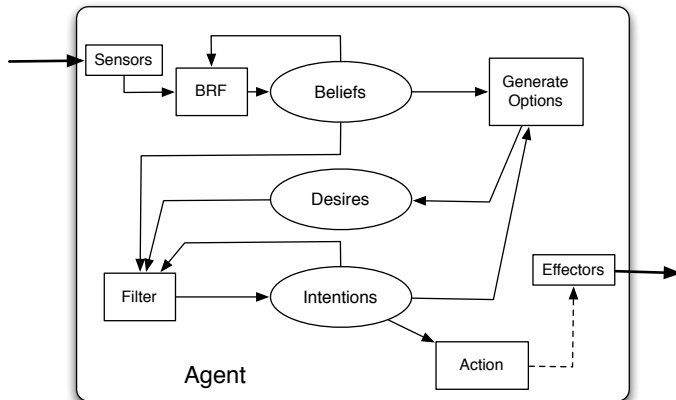 Sensors
BRF
Beliefs
Generate
Options
Desires
Filter
Intentions
Effectors
Action
Agent